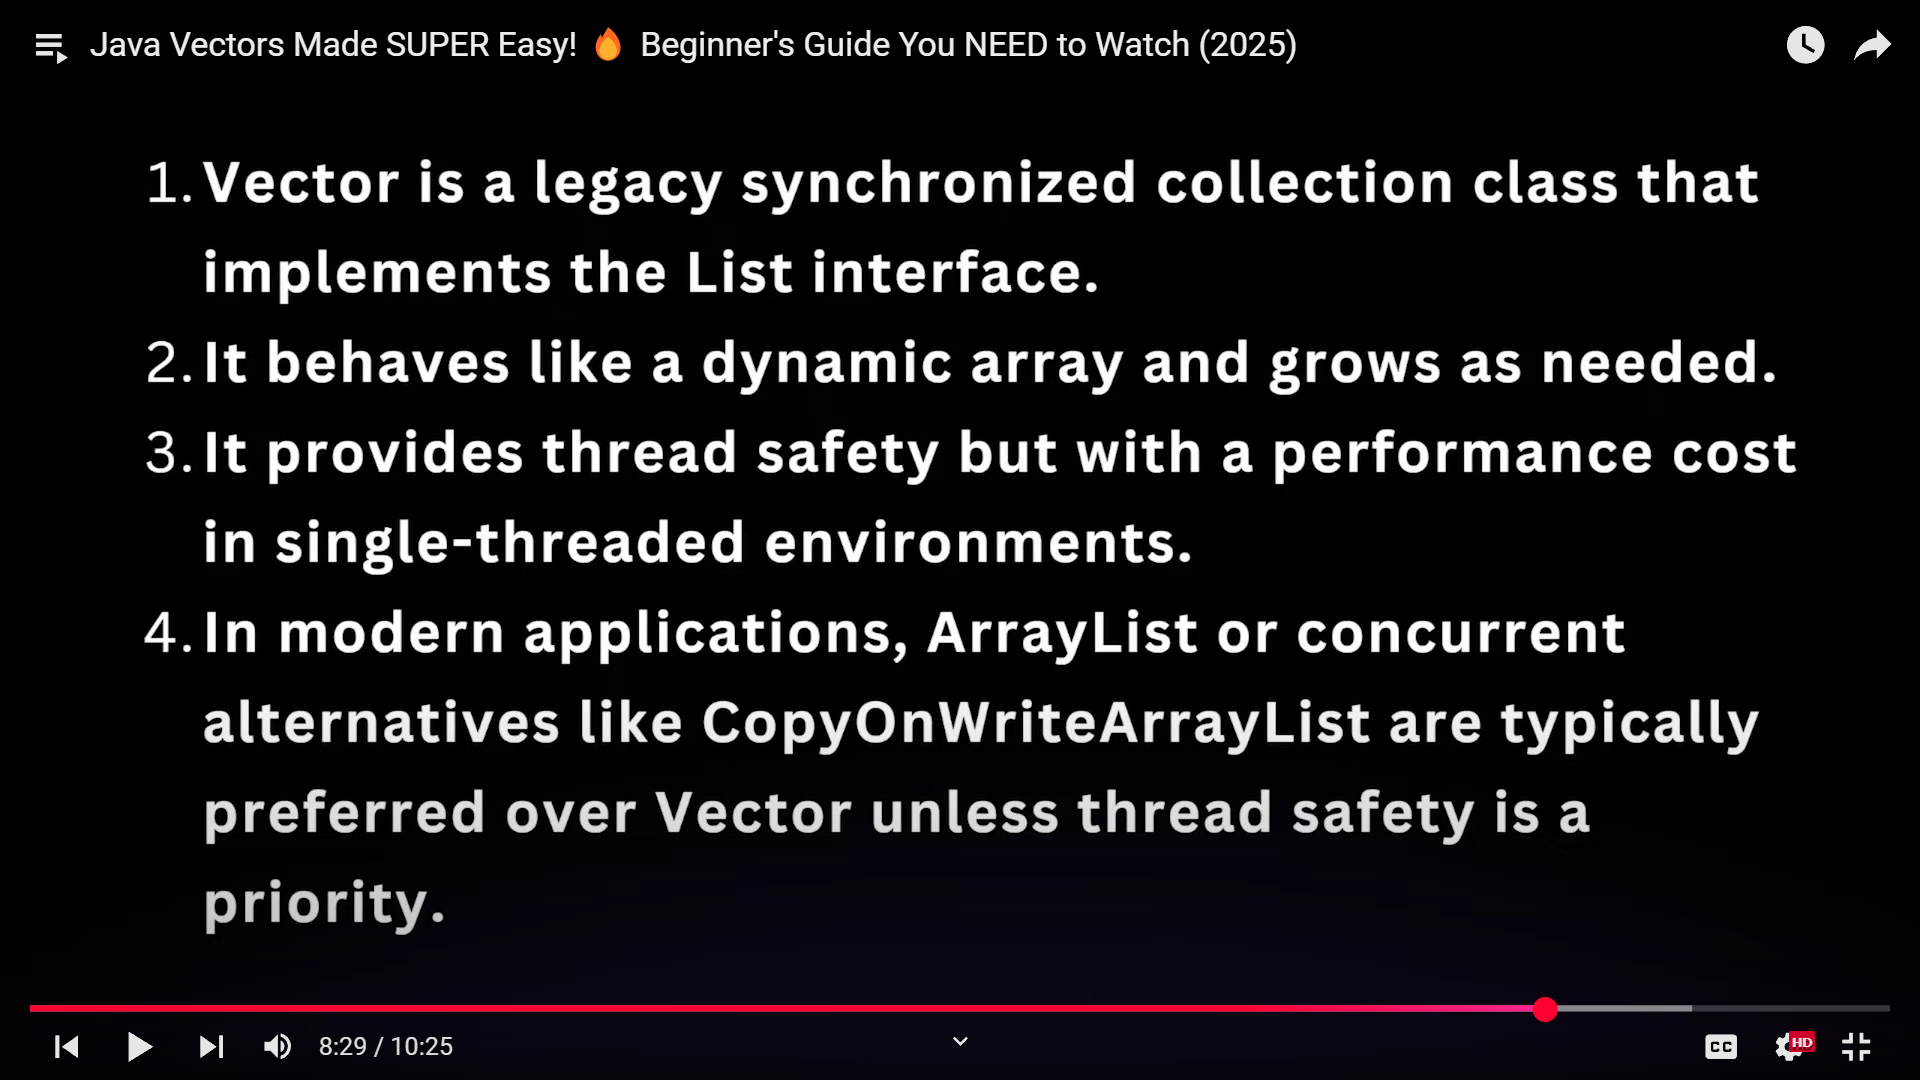 Java Vectors Made SUPER Easy! 🔥 Beginner's Guide You NEED to Watch (2025)
1. Vector is a legacy synchronized collection class that
implements the List interface.
2. It behaves like a dynamic array and grows as needed.
3. It provides thread safety but with a performance cost
in single-threaded environments.
4. In modern applications, ArrayList or concurrent
alternatives like CopyOnWriteArrayList are typically
preferred over Vector unless thread safety is a
priority.
8:29 / 10:25
CC
HD